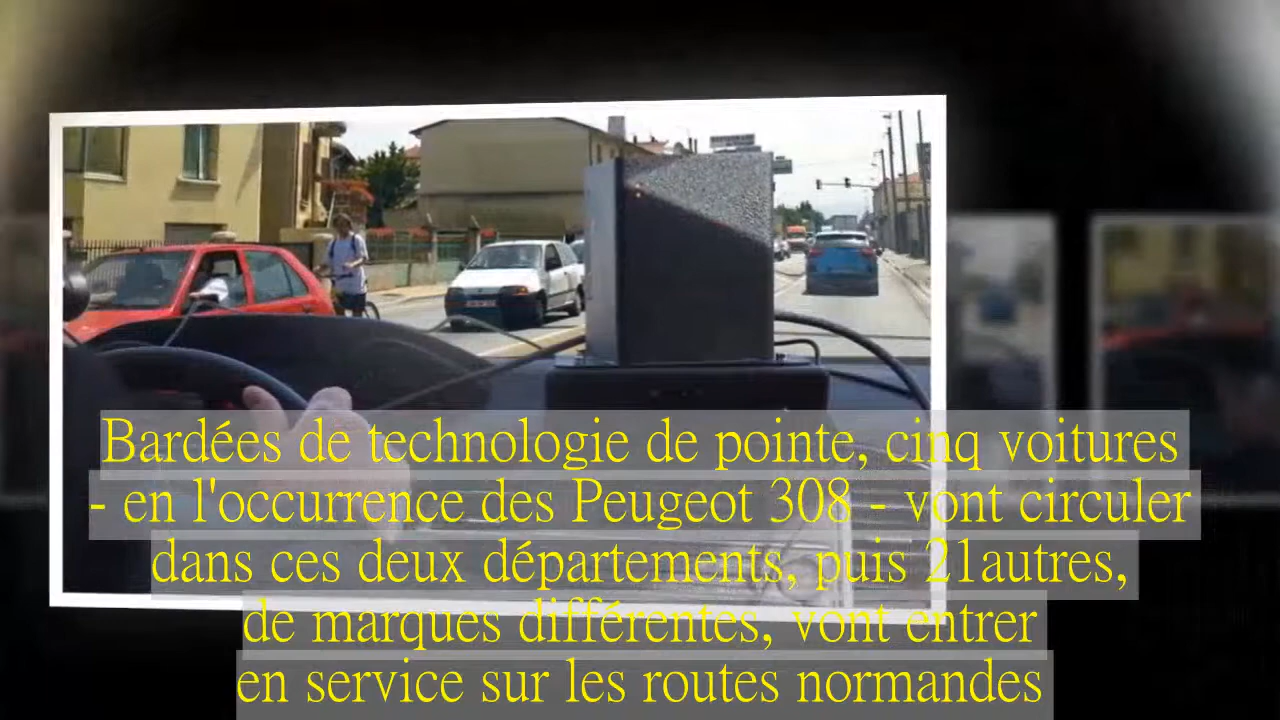 Bardées de technologie de pointe, cinq voitures
- en l'occurrence des Peugeot 308 - vont circuler
dans ces deux départements, puis 21autres,
de marques différentes, vont entrer
en service sur les routes normandes